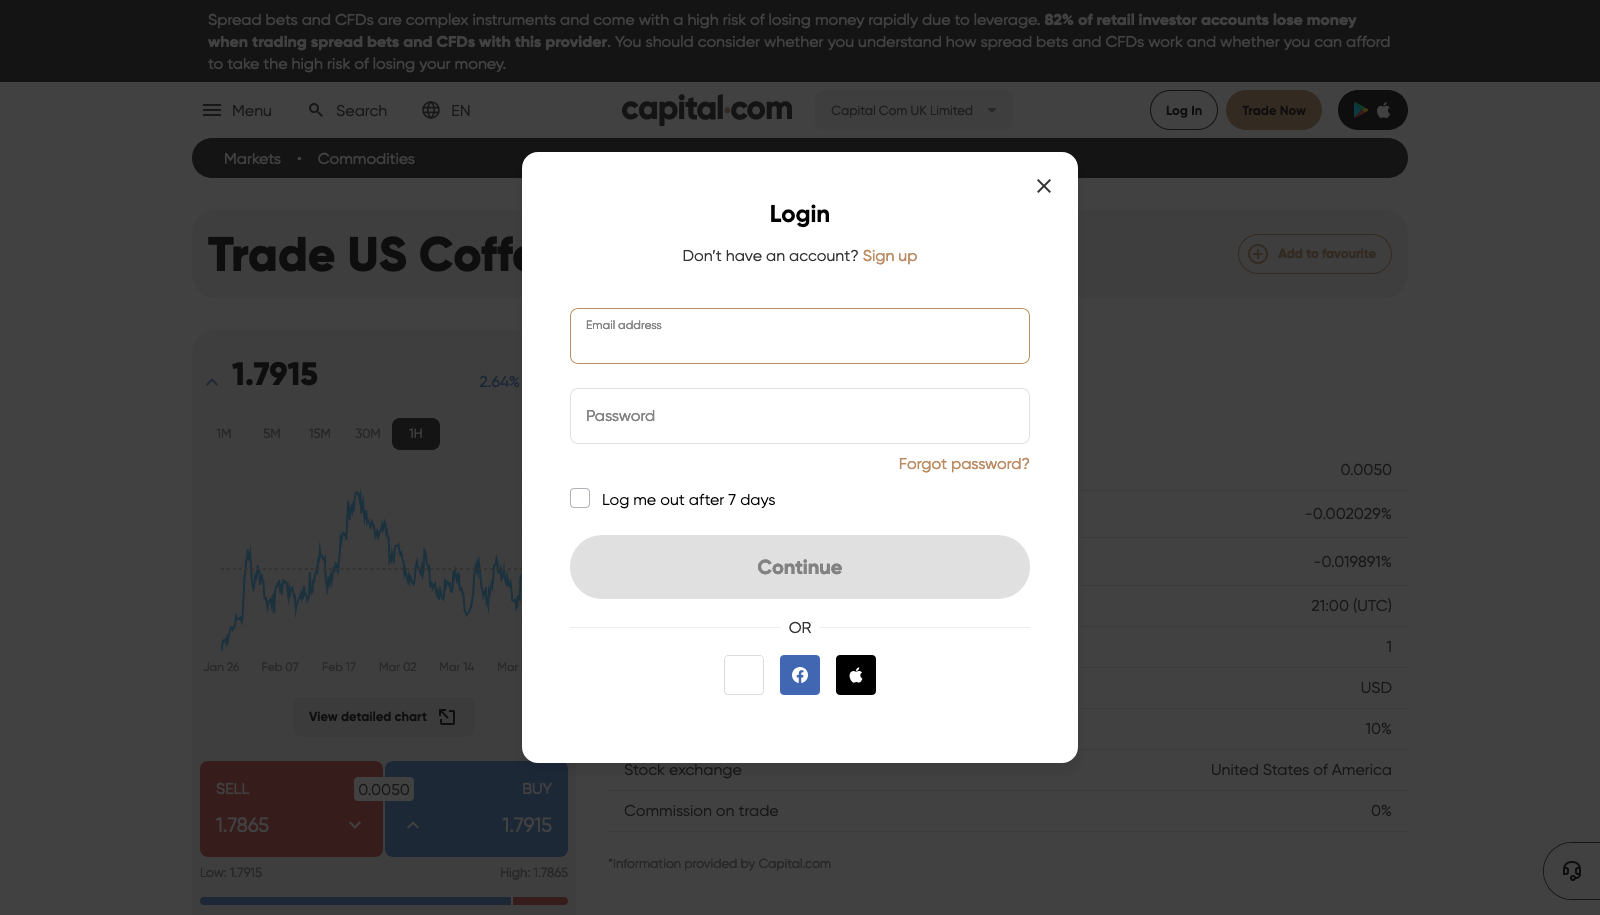 Spread bets and CFDs are complex instruments and come with a high risk of losing money rapidly due to leverage. 82% of retail investor accounts lose money
when trading spread bets and CFDs with this provider. You should consider whether you understand how spread bets and CFDs work and whether you can afford
to take the high risk of losing your money.
Menu
Search
EN
capital.com
Capital Com UK Limited
Log In
Trade Now
Markets • Commodities
Trade US Coffe
Add to favourite
Login
Don't have an account? Sign up
Email address
Password
Forgot password?
Log me out after 7 days
Continue
OR
1.7915
2.64%
1M 5M 15M 30M 1H
Jan 26 Feb 07 Feb 17 Mar 02 Mar 14 Mar
View detailed chart
SELL
0.0050
BUY
1.7865
1.7915
Low: 1.7915
High: 1.7865
0.0050
-0.002029%
-0.019891%
21:00 (UTC)
1
USD
10%
Stock exchange
United States of America
Commission on trade
0%
*Information provided by Capital.com